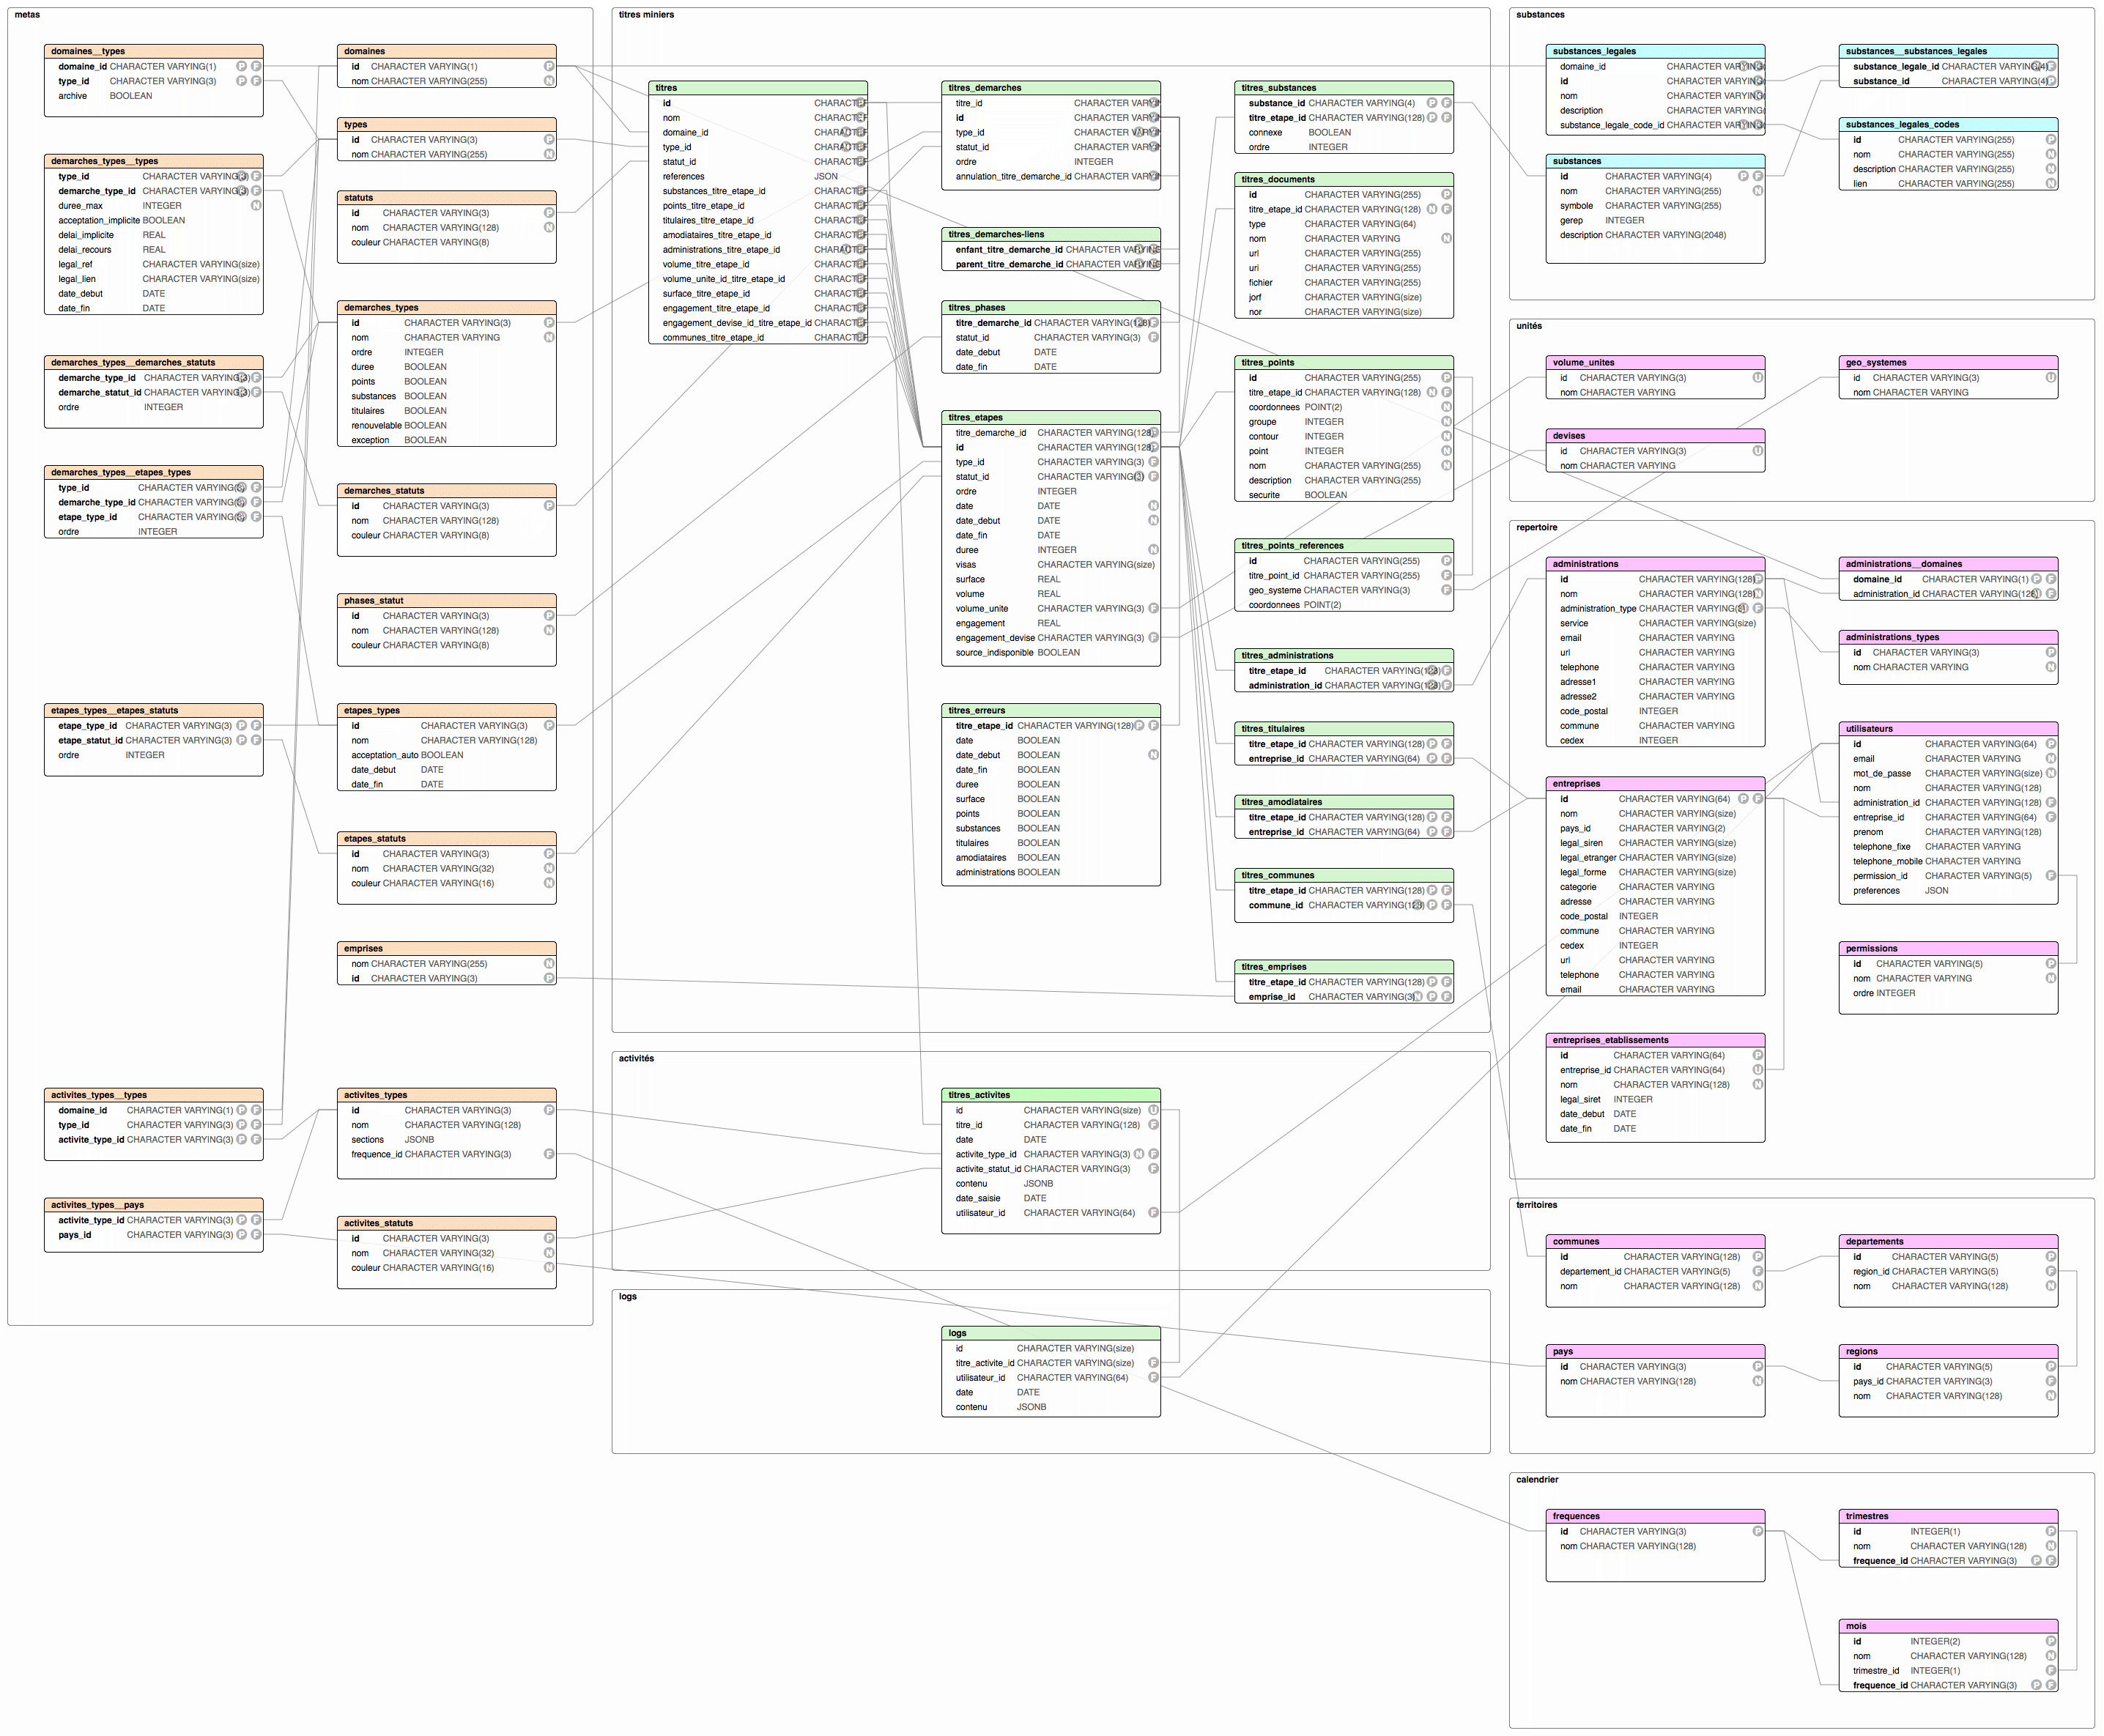 metas
domaines__types
domaine_id CHARACTER VARYING(1) P F
type_id CHARACTER VARYING(3) P F
archive BOOLEAN
demarches_types__types
type_id CHARACTER VARYING(3) F
demarche_type_id CHARACTER VARYING(3) F
duree_max INTEGER N
acceptation_implicite BOOLEAN
delai_implicite REAL
delai_recours REAL
legal_ref CHARACTER VARYING(size)
legal_lien CHARACTER VARYING(size)
date_debut DATE
date_fin DATE
demarches_types__demarches_statuts
demarche_type_id CHARACTER VARYING(3) F
demarche_statut_id CHARACTER VARYING(3) F
ordre INTEGER
demarches_types__etapes_types
type_id CHARACTER VARYING(3) F
demarche_type_id CHARACTER VARYING(3) F
etape_type_id CHARACTER VARYING(3) F
ordre INTEGER
etapes_types__etapes_statuts
etape_type_id CHARACTER VARYING(3) P F
etape_statut_id CHARACTER VARYING(3) P F
ordre INTEGER
activites_types__types
domaine_id CHARACTER VARYING(1) P F
type_id CHARACTER VARYING(3) P F
activite_type_id CHARACTER VARYING(3) P F
activites_types__pays
activite_type_id CHARACTER VARYING(3) P F
pays_id CHARACTER VARYING(3) P F
domaines
id CHARACTER VARYING(1) P
nom CHARACTER VARYING(255) N
types
id CHARACTER VARYING(3) P
nom CHARACTER VARYING(255) N
statuts
id CHARACTER VARYING(3) P
nom CHARACTER VARYING(128) N
couleur CHARACTER VARYING(8)
demarches_types
id CHARACTER VARYING(3) P
nom CHARACTER VARYING N
ordre INTEGER
duree BOOLEAN
points BOOLEAN
substances BOOLEAN
titulaires BOOLEAN
renouvelable BOOLEAN
exception BOOLEAN
demarches_statuts
id CHARACTER VARYING(3) P
nom CHARACTER VARYING(128)
couleur CHARACTER VARYING(8)
phases_statut
id CHARACTER VARYING(3) P
nom CHARACTER VARYING(128) N
couleur CHARACTER VARYING(8)
etapes_types
id CHARACTER VARYING(3) P
nom CHARACTER VARYING(128)
acceptation_auto BOOLEAN
date_debut DATE
date_fin DATE
etapes_statuts
id CHARACTER VARYING(3) P
nom CHARACTER VARYING(32) N
couleur CHARACTER VARYING(16) N
emprises
nom CHARACTER VARYING(255) N
id CHARACTER VARYING(3) P
activites_types
id CHARACTER VARYING(3) P
nom CHARACTER VARYING(128)
sections JSONB
frequence_id CHARACTER VARYING(3) F
activites_statuts
id CHARACTER VARYING(3) P
nom CHARACTER VARYING(32) N
couleur CHARACTER VARYING(16) N
titres miniers
titres
id CHARACTER
nom CHARACTER
domaine_id CHARACTER
type_id CHARACTER
statut_id CHARACTER
references JSON
substances_titre_etape_id CHARACTER
points_titre_etape_id CHARACTER
titulaires_titre_etape_id CHARACTER
amodiataires_titre_etape_id CHARACTER
administrations_titre_etape_id CHARACTER
volume_titre_etape_id CHARACTER
volume_unite_id_titre_etape_id CHARACTER
surface_titre_etape_id CHARACTER
engagement_etape_id CHARACTER
engagement_devise_id_titre_etape_id CHARACTER
communes_titre_etape_id CHARACTER
titres_demarches
titre_id CHARACTER VARYIN
id CHARACTER VARYIN
type_id CHARACTER VARYIN
statut_id CHARACTER VARYIN
ordre INTEGER
annulation_titre_demarche_id CHARACTER VARYIN
titres_demarches-liens
enfant_titre_demarche_id CHARACTER VARYING
parent_titre_demarche_id CHARACTER VARYING
titres_phases
titre_demarche_id CHARACTER VARYING(128) F
statut_id CHARACTER VARYING(3) F
date_debut DATE
date_fin DATE
titres_etapes
titre_demarche_id CHARACTER VARYING(128)
id CHARACTER VARYING(128)
type_id CHARACTER VARYING(3) F
statut_id CHARACTER VARYING(3) F
ordre INTEGER
date DATE N
date_debut DATE N
date_fin DATE
duree INTEGER N
visas CHARACTER VARYING(size)
surface REAL
volume REAL
volume_unite CHARACTER VARYING(3) F
engagement REAL
engagement_devise CHARACTER VARYING(3) F
source_indisponible BOOLEAN
titres_erreurs
titre_etape_id CHARACTER VARYING(128) P F
date BOOLEAN
date_debut BOOLEAN N
date_fin BOOLEAN
duree BOOLEAN
surface BOOLEAN
points BOOLEAN
substances BOOLEAN
titulaires BOOLEAN
amodiataires BOOLEAN
administrations BOOLEAN
titres_substances
substance_id CHARACTER VARYING(4) P F
titre_etape_id CHARACTER VARYING(128) P F
connexe BOOLEAN
ordre INTEGER
titres_documents
id CHARACTER VARYING(255) P
titre_etape_id CHARACTER VARYING(128) N F
type CHARACTER VARYING(64)
nom CHARACTER VARYING N
url CHARACTER VARYING(255)
uri CHARACTER VARYING(255)
fichier CHARACTER VARYING(255)
jorf CHARACTER VARYING(size)
nor CHARACTER VARYING(size)
titres_points
id CHARACTER VARYING(255) P
titre_etape_id CHARACTER VARYING(128) N F
coordonnees POINT(2) N
groupe INTEGER N
contour INTEGER N
point INTEGER N
nom CHARACTER VARYING(255) N
description CHARACTER VARYING(255)
securite BOOLEAN
titres_points_references
id CHARACTER VARYING(255) P
titre_point_id CHARACTER VARYING(255) F
geo_systeme CHARACTER VARYING(3) F
coordonnees POINT(2)
titres_administrations
titre_etape_id CHARACTER VARYING(128) F
administration_id CHARACTER VARYING(128) F
titres_titulaires
titre_etape_id CHARACTER VARYING(128) P F
entreprise_id CHARACTER VARYING(64) P F
titres_amodiataires
titre_etape_id CHARACTER VARYING(128) P F
entreprise_id CHARACTER VARYING(64) P F
titres_communes
titre_etape_id CHARACTER VARYING(128) P F
commune_id CHARACTER VARYING(128) P F
titres_emprises
titre_etape_id CHARACTER VARYING(128) P F
emprise_id CHARACTER VARYING(3) N P F
activités
titres_activites
id CHARACTER VARYING(size) U
titre_id CHARACTER VARYING(128) F
date DATE
activite_type_id CHARACTER VARYING(3) N F
activite_statut_id CHARACTER VARYING(3) F
contenu JSONB
date_saisie DATE
utilisateur_id CHARACTER VARYING(64) F
logs
logs
id CHARACTER VARYING(size)
titre_activite_id CHARACTER VARYING(size) F
utilisateur_id CHARACTER VARYING(64) F
date DATE
contenu JSONB
substances
substances_legales
domaine_id CHARACTER VARYING(
id CHARACTER VARYING(
nom CHARACTER VARYING(
description CHARACTER VARYING(
substance_legale_code_id CHARACTER VARYING(
substances
id CHARACTER VARYING(4) P F
nom CHARACTER VARYING(255) N
symbole CHARACTER VARYING(255)
gerep INTEGER
description CHARACTER VARYING(2048)
substances__substances_legales
substance_legale_id CHARACTER VARYING(4)
substance_id CHARACTER VARYING(4) P
substances_legales_codes
id CHARACTER VARYING(255) P
nom CHARACTER VARYING(255) N
description CHARACTER VARYING(255) N
lien CHARACTER VARYING(255) N
unités
volume_unites
id CHARACTER VARYING(3) U
nom CHARACTER VARYING
devises
id CHARACTER VARYING(3) U
nom CHARACTER VARYING
geo_systemes
id CHARACTER VARYING(3) U
nom CHARACTER VARYING
repertoire
administrations
id CHARACTER VARYING(128) P
nom CHARACTER VARYING(128) N
administration_type CHARACTER VARYING(3) F
service CHARACTER VARYING(size)
email CHARACTER VARYING
url CHARACTER VARYING
telephone CHARACTER VARYING
adresse1 CHARACTER VARYING
adresse2 CHARACTER VARYING
code_postal INTEGER
commune CHARACTER VARYING
cedex INTEGER
entreprises
id CHARACTER VARYING(64) P F
nom CHARACTER VARYING(size)
pays_id CHARACTER VARYING(2)
legal_siren CHARACTER VARYING(size)
legal_etranger CHARACTER VARYING(size)
legal_forme CHARACTER VARYING(size)
categorie CHARACTER VARYING
adresse CHARACTER VARYING
code_postal INTEGER
commune CHARACTER VARYING
cedex INTEGER
url CHARACTER VARYING
telephone CHARACTER VARYING
email CHARACTER VARYING
entreprises_etablissements
id CHARACTER VARYING(64) P
entreprise_id CHARACTER VARYING(64) U
nom CHARACTER VARYING(128) N
legal_siret INTEGER
date_debut DATE
date_fin DATE
administrations__domaines
domaine_id CHARACTER VARYING(1) P F
administration_id CHARACTER VARYING(128) F
administrations_types
id CHARACTER VARYING(3) P
nom CHARACTER VARYING N
utilisateurs
id CHARACTER VARYING(64) P
email CHARACTER VARYING N
mot_de_passe CHARACTER VARYING(size) N
nom CHARACTER VARYING(128)
administration_id CHARACTER VARYING(128) F
entreprise_id CHARACTER VARYING(64) F
prenom CHARACTER VARYING(128)
telephone_fixe CHARACTER VARYING
telephone_mobile CHARACTER VARYING
permission_id CHARACTER VARYING(5) F
preferences JSON
permissions
id CHARACTER VARYING(5) P
nom CHARACTER VARYING N
ordre INTEGER
territoires
communes
id CHARACTER VARYING(128) P
departement_id CHARACTER VARYING(5) F
nom CHARACTER VARYING(128) N
departements
id CHARACTER VARYING(5) P
region_id CHARACTER VARYING(5) F
nom CHARACTER VARYING(128) N
pays
id CHARACTER VARYING(3) P
nom CHARACTER VARYING(128) N
regions
id CHARACTER VARYING(5) P
pays_id CHARACTER VARYING(3) F
nom CHARACTER VARYING(128) N
calendrier
frequences
id CHARACTER VARYING(3) P
nom CHARACTER VARYING(128)
trimestres
id INTEGER(1) P
nom CHARACTER VARYING(128) N
frequence_id CHARACTER VARYING(3) P F
mois
id INTEGER(2) P
nom CHARACTER VARYING(128) N
trimestre_id INTEGER(1) F
frequence_id CHARACTER VARYING(3) P F